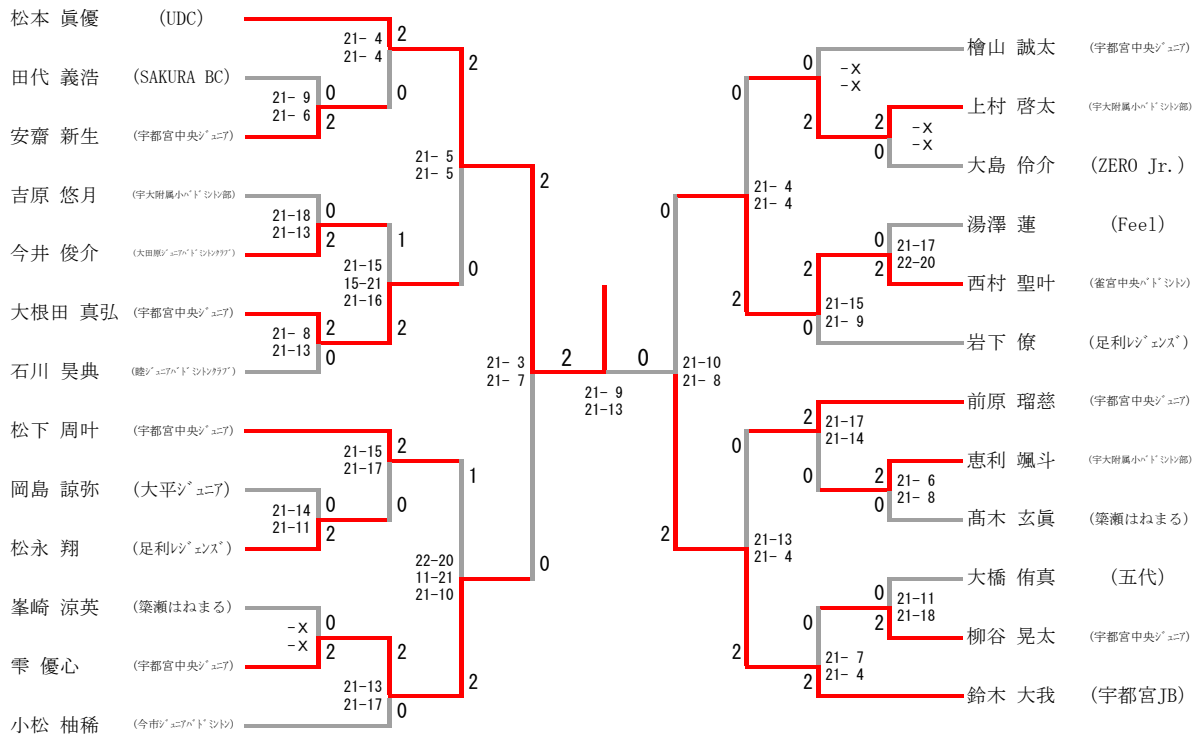 松本 眞優 (UDC)
田代 義浩 (SAKURA BC)
安齋 新生 (宇都宮中央ジュニア)
吉原 悠月 (宇大附属小バドミントン部)
今井 俊介 (大田原ジュニアバドミントンクラブ)
大根田 真弘 (宇都宮中央ジュニア)
石川 昊典 (睦ジュニアバドミントンクラブ)
松下 周叶 (宇都宮中央ジュニア)
岡島 諒弥 (大平ジュニア)
松永 翔 (足利レジェンズ)
峯崎 涼英 (簗瀬はねまる)
雫 優心 (宇都宮中央ジュニア)
小松 柚稀 (今市ジュニアバドミントン)
21- 4
21- 4
2
0
21- 9
21- 6
0
2
21-18
21-13
0
2
21- 8
21-13
2
0
21-15
15-21
21-16
1
2
21- 5
21- 5
2
0
21-15
21-17
2
0
21-14
21-11
0
2
-X
-X
0
2
21-13
21-17
2
0
22-20
11-21
21-10
1
2
21- 3
21- 7
2
0
2
0
21- 9
21-13
21-10
21- 8
0
2
21- 4
21- 4
0
2
-X
-X
0
2
-X
-X
2
0
21-17
22-20
0
2
21-15
21- 9
2
0
21-13
21- 4
0
2
21-17
21-14
2
0
21- 6
21- 8
2
0
21-11
21-18
0
2
21- 7
21- 4
0
2
檜山 誠太 (宇都宮中央ジュニア)
上村 啓太 (宇大附属小バドミントン部)
大島 伶介 (ZERO Jr.)
湯澤 蓮 (Feel)
西村 聖叶 (雀宮中央バドミントン)
岩下 僚 (足利レジェンズ)
前原 瑠慈 (宇都宮中央ジュニア)
恵利 颯斗 (宇大附属小バドミントン部)
髙木 玄眞 (簗瀬はねまる)
大橋 侑真 (五代)
柳谷 晃太 (宇都宮中央ジュニア)
鈴木 大我 (宇都宮JB)